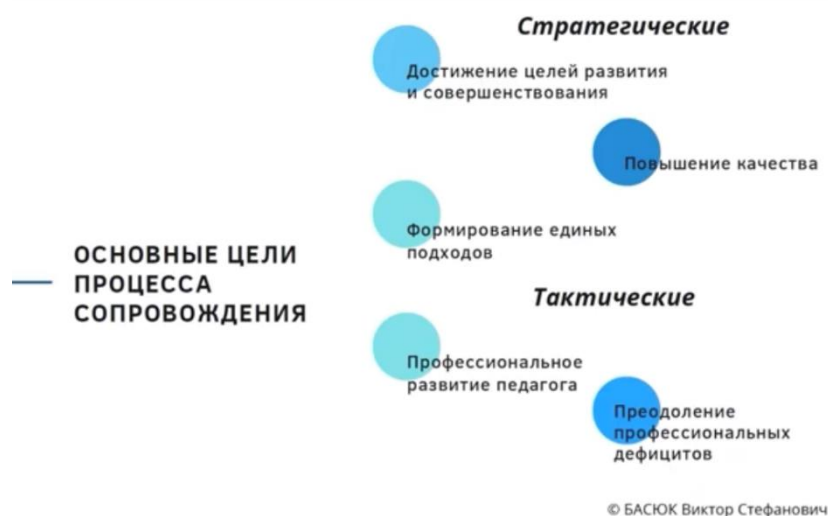 Стратегические
Достижение целей развития
и совершенствования
Повышение качества
Формирование единых
подходов
ОСНОВНЫЕ ЦЕЛИ
ПРОЦЕССА
СОПРОВОЖДЕНИЯ
Тактические
Профессиональное
развитие педагога
Преодоление
профессиональных
дефицитов
© БАСЮК Виктор Стефанович